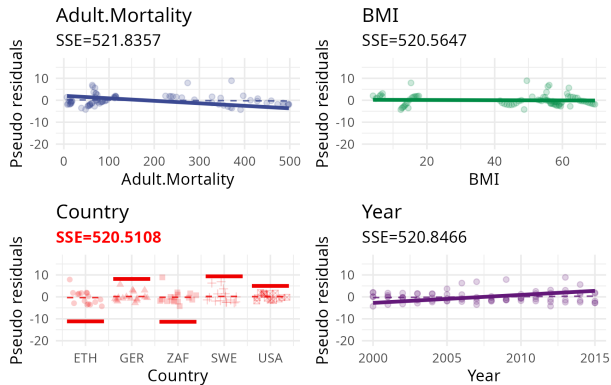 Adult.Mortality
SSE=521.8357
Pseudo residuals
10
0
-10
-20
0 100 200 300 400 500
Adult.Mortality
BMI
SSE=520.5647
Pseudo residuals
10
0
-10
-20
20 40 60
BMI
Country
SSE=520.5108
Pseudo residuals
10
0
-10
-20
ETH GER ZAF SWE USA
Country
Year
SSE=520.8466
Pseudo residuals
10
0
-10
-20
2000 2005 2010 2015
Year